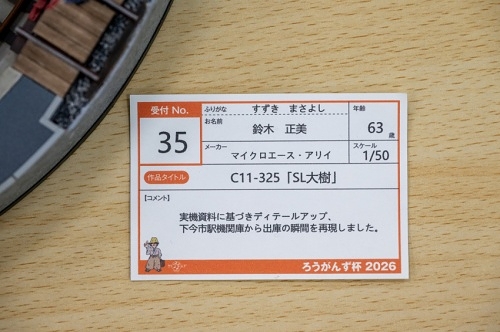 受付 No.
35
ふりがな
すずき まさよし
年齢
お名前
鈴木 正美
63歳
メーカー
マイクロエース・アリイ
スケール
1/50
作品タイトル
C11-325「SL大樹」
【コメント】
実機資料に基づきディテールアップ、
下今市駅機関庫から出庫の瞬間を再現しました。
ろうがんず杯 2026